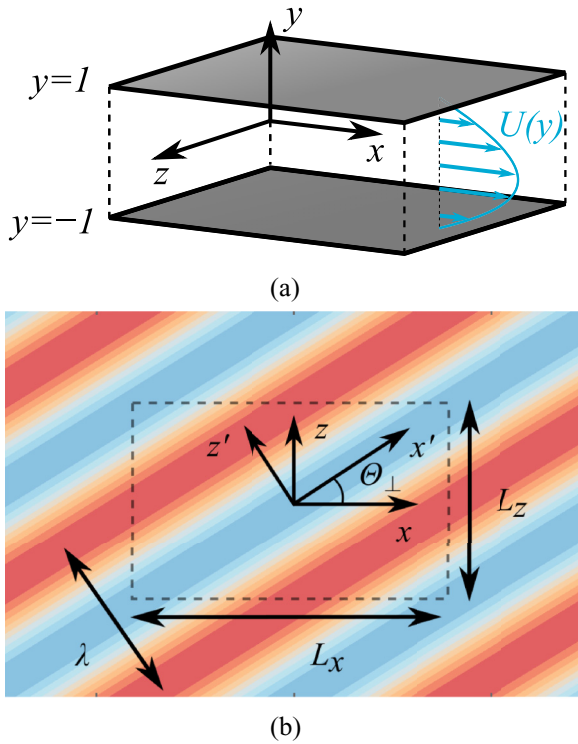 y
y=1
U(y)
x
z
y=−1
(a)
z′
z
x′
Θ⊥
x
Lz
λ
Lx
(b)